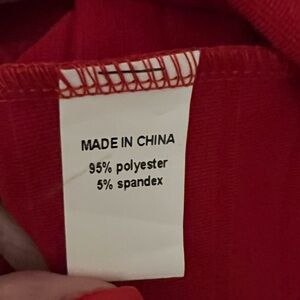 MADE IN CHINA
95% polyester
5% spandex